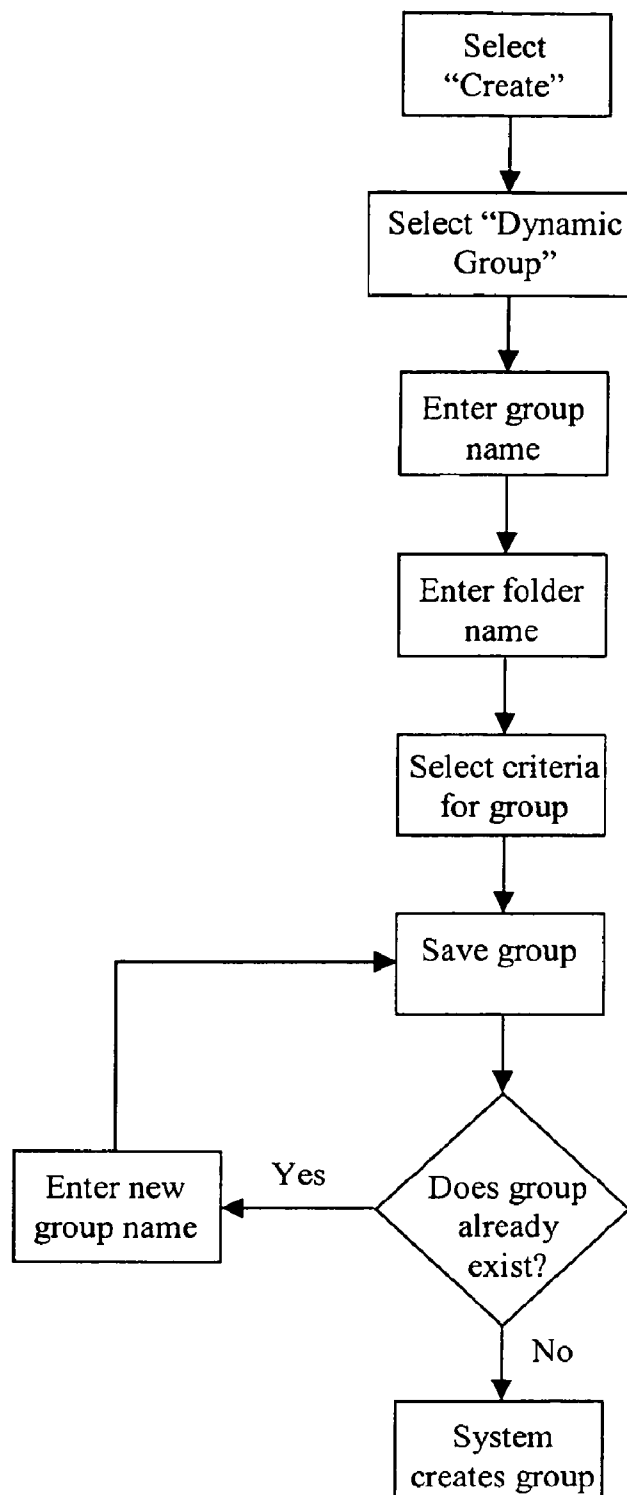 Select
“Create”
Select “Dynamic
Group”
Enter group
name
Enter folder
name
Select criteria
for group
Save group
Does group
already
exist?
Yes
Enter new
group name
No
System
creates group